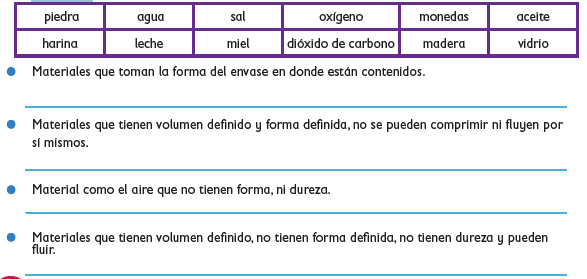 piedra agua sal oxígeno monedas aceite
harina leche miel dióxido de carbono madera vidrio
Materiales que toman la forma del envase en donde están contenidos.
Materiales que tienen volumen definido y forma definida, no se pueden comprimir ni fluyen por
sí mismos.
Material como el aire que no tienen forma, ni dureza.
Materiales que tienen volumen definido, no tienen forma definida, no tienen dureza y pueden
fluir.